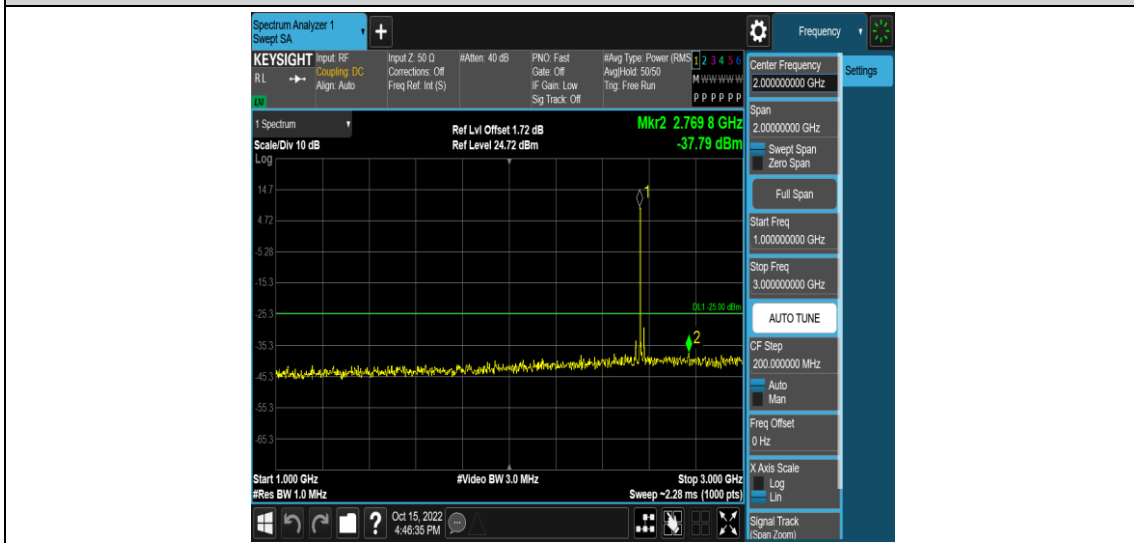 Spectrum Analyzer 1
Swept SA
+
Frequency
KEYSIGHT
RL
Input: RF
Coupling: DC
Align: Auto
Input Z: 50 Ω
Corrections: Off
Freq Ref: Int (S)
#Atten: 40 dB
PNO: Fast
Gate: Off
IF Gain: Low
Sig Track: Off
#Avg Type: Power (RMS
Avg|Hold: 50/50
Trig: Free Run
1 2 3 4 5 6
M W W W W W
P P P P P P
1 Spectrum
Scale/Div 10 dB
Log
Ref Lvl Offset 1.72 dB
Ref Level 24.72 dBm
Mkr2 2.769 8 GHz
-37.79 dBm
14.7
4.72
-5.28
-15.3
-25.3
-35.3
-45.3
-55.3
-65.3
1
DL1 -25.00 dBm
2
Start 1.000 GHz
#Res BW 1.0 MHz
#Video BW 3.0 MHz
Stop 3.000 GHz
Sweep ~2.28 ms (1000 pts)
?
Oct 15, 2022
4:46:35 PM
Center Frequency
2.000000000 GHz
Settings
Span
2.00000000 GHz
Swept Span
Zero Span
Full Span
Start Freq
1.000000000 GHz
Stop Freq
3.000000000 GHz
AUTO TUNE
CF Step
200.000000 MHz
Auto
Man
Freq Offset
0 Hz
X Axis Scale
Log
Lin
Signal Track
(Span Zoom)